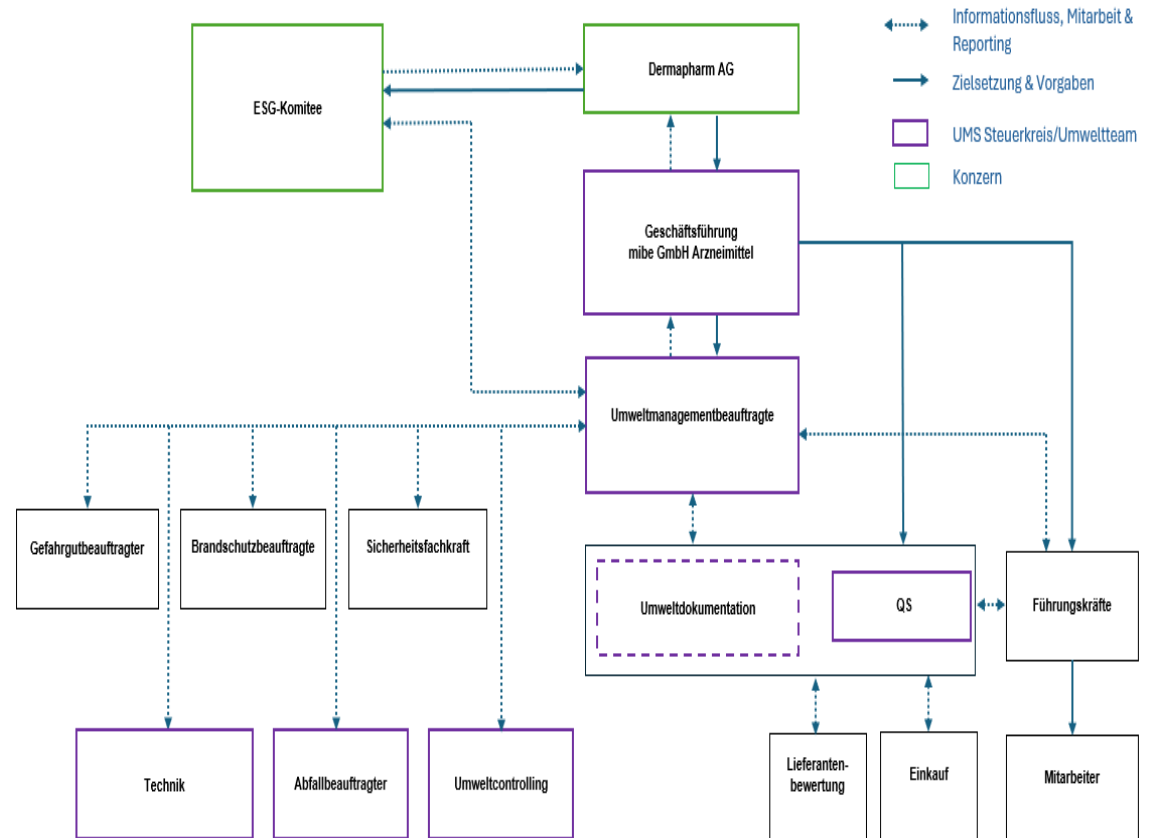 Informationsfluss, Mitarbeit &
Reporting
Zielsetzung & Vorgaben
UMS Steuerkreis/Umweltteam
Konzern
ESG-Komitee
Dermapharm AG
Geschäftsführung
mibe GmbH Arzneimittel
Umweltmanagementbeauftragte
Gefahrgutbeauftragter
Brandschutzbeauftragte
Sicherheitsfachkraft
Umweltdokumentation
QS
Führungskräfte
Technik
Abfallbeauftragter
Umweltcontrolling
Lieferanten-
bewertung
Einkauf
Mitarbeiter